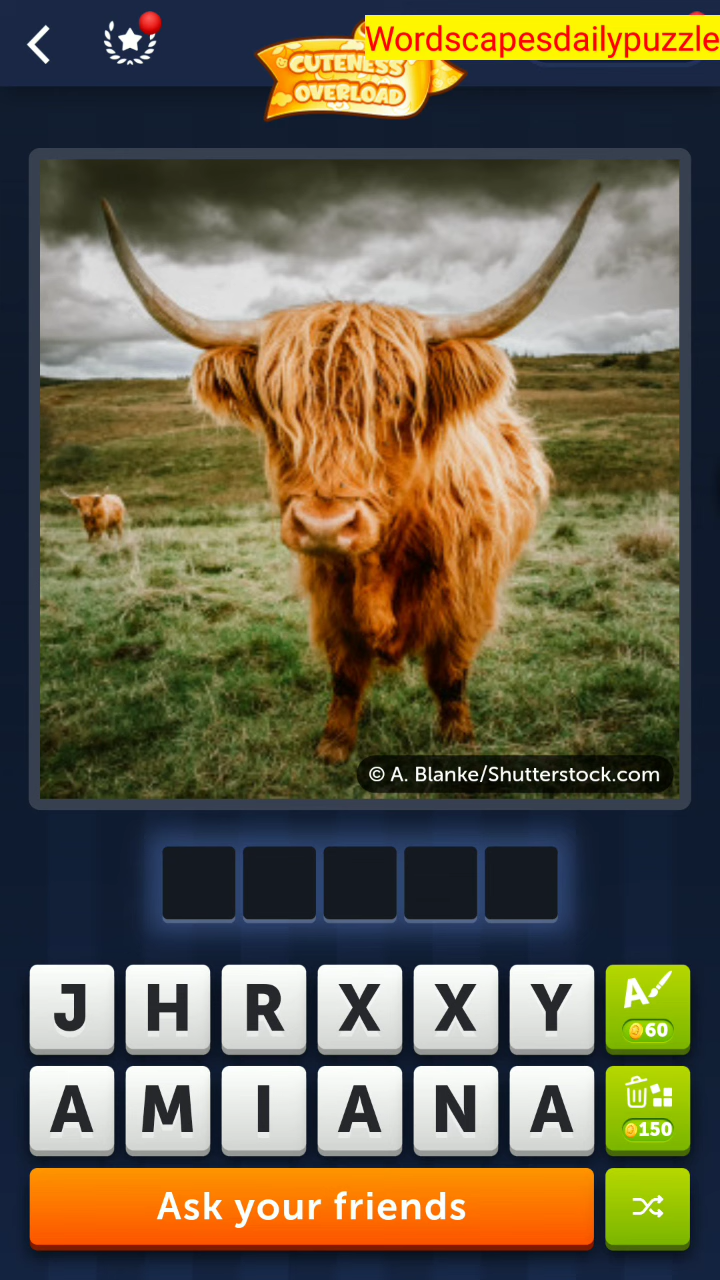 Wordscapesdailypuzzle
CUTENESS
OVERLOAD
© A. Blanke/Shutterstock.com
J H R X X Y
A
60
A M I A N A
150
Ask your friends